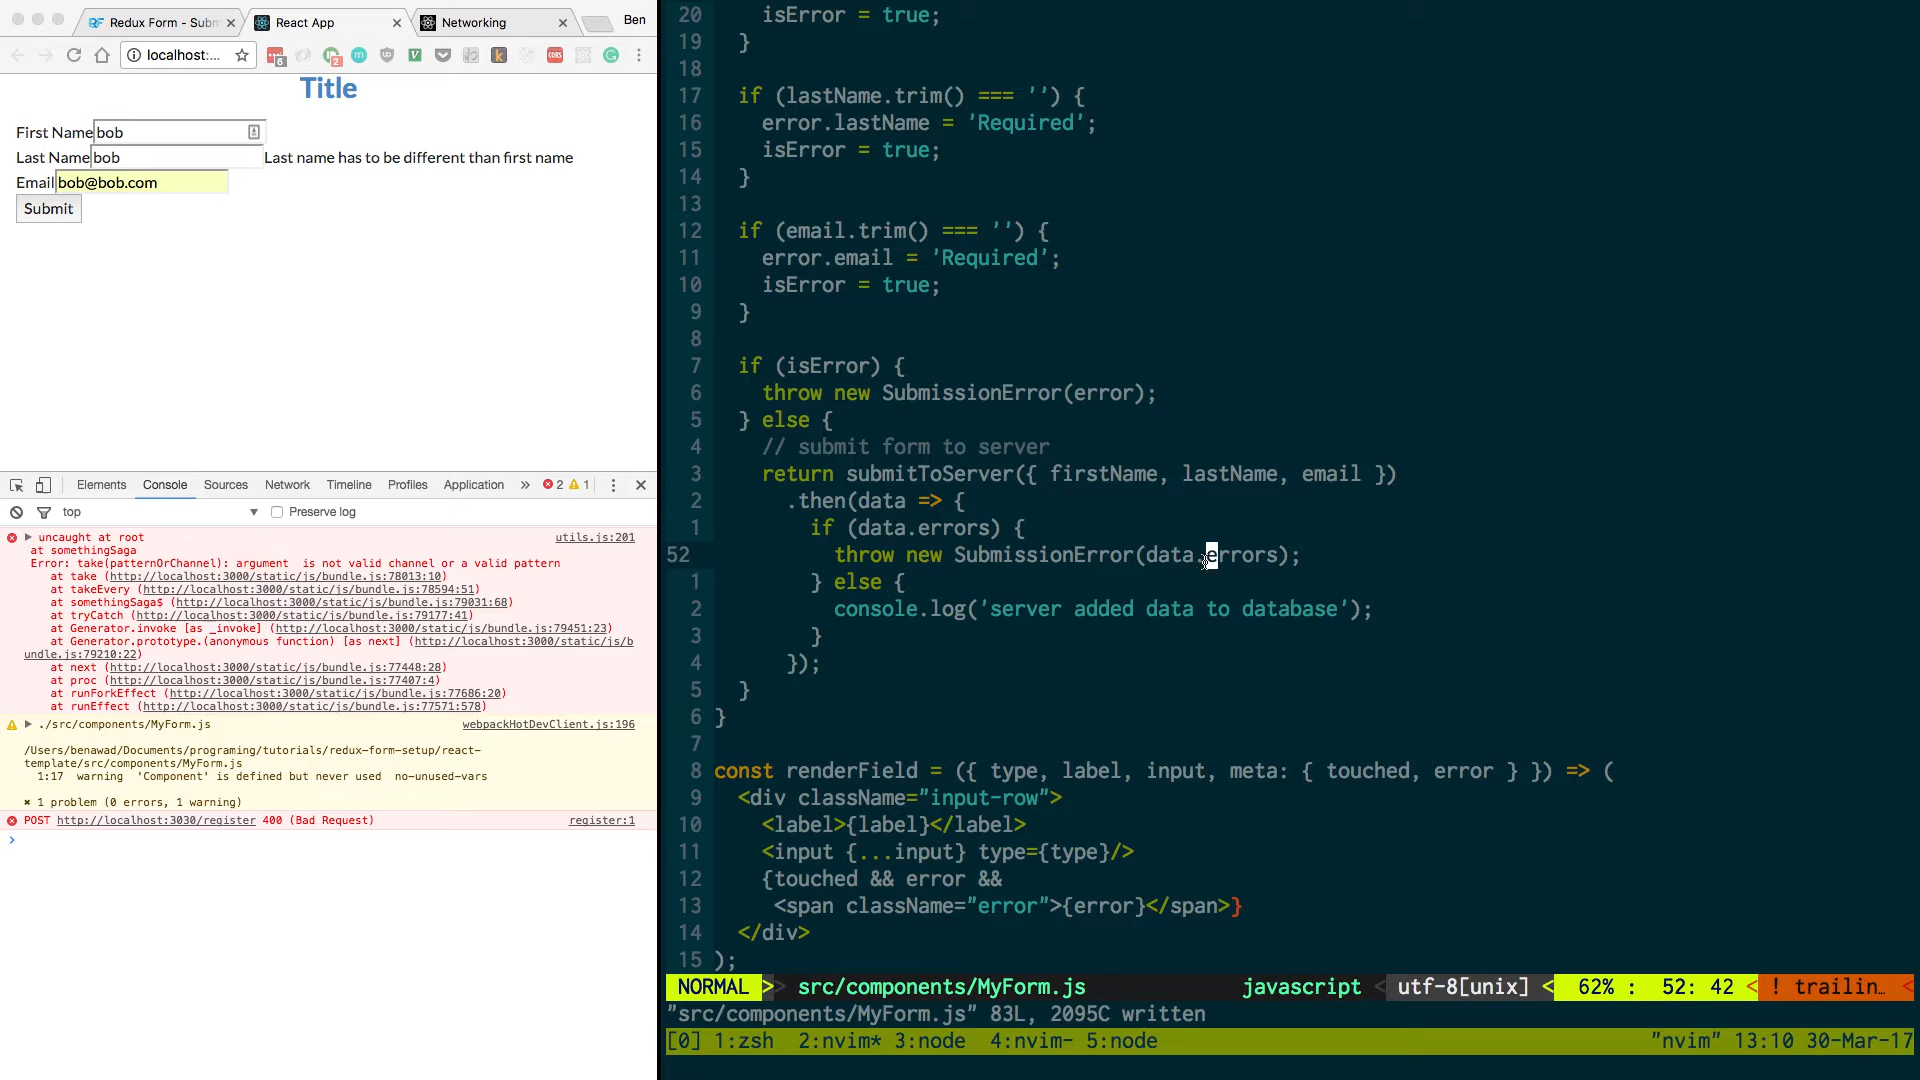 Redux Form - Subm
React App
Networking
Ben
localhost:...
6
2
CORS
Title
First Name bob
Last Name bob Last name has to be different than first name
Email bob@bob.com
Submit
Elements Console Sources Network Timeline Profiles Application » 2 1
top Preserve log
uncaught at root utils.js:201
at somethingSaga
Error: take(patternOrChannel): argument  is not valid channel or a valid pattern
at take (http://localhost:3000/static/js/bundle.js:78013:10)
at takeEvery (http://localhost:3000/static/js/bundle.js:78594:51)
at somethingSaga$ (http://localhost:3000/static/js/bundle.js:79031:68)
at tryCatch (http://localhost:3000/static/js/bundle.js:79177:41)
at Generator.invoke [as _invoke] (http://localhost:3000/static/js/bundle.js:79451:23)
at Generator.prototype.(anonymous function) [as next] (http://localhost:3000/static/js/b
undle.js:79210:22)
at next (http://localhost:3000/static/js/bundle.js:77448:28)
at proc (http://localhost:3000/static/js/bundle.js:77407:4)
at runForkEffect (http://localhost:3000/static/js/bundle.js:77686:20)
at runEffect (http://localhost:3000/static/js/bundle.js:77571:578)
./src/components/MyForm.js webpackHotDevClient.js:196
/Users/benawad/Documents/programing/tutorials/redux-form-setup/react-
template/src/components/MyForm.js
1:17  warning  'Component' is defined but never used  no-unused-vars
✖ 1 problem (0 errors, 1 warning)
POST http://localhost:3030/register 400 (Bad Request) register:1
>
20 isError = true;
19 }
18
17 if (lastName.trim() === '') {
16 error.lastName = 'Required';
15 isError = true;
14 }
13
12 if (email.trim() === '') {
11 error.email = 'Required';
10 isError = true;
9 }
8
7 if (isError) {
6 throw new SubmissionError(error);
5 } else {
4 // submit form to server
3 return submitToServer({ firstName, lastName, email })
2 .then(data => {
1 if (data.errors) {
52 throw new SubmissionError(data.errors);
1 } else {
2 console.log('server added data to database');
3 }
4 });
5 }
6 }
7
8 const renderField = ({ type, label, input, meta: { touched, error } }) => (
9 <div className="input-row">
10 <label>{label}</label>
11 <input {...input} type={type}/>
12 {touched && error &&
13 <span className="error">{error}</span>}
14 </div>
15 );
NORMAL >> src/components/MyForm.js javascript < utf-8[unix] < 62% : 52: 42 < ! trailin… <
"src/components/MyForm.js" 83L, 2095C written
[0] 1:zsh  2:nvim* 3:node  4:nvim- 5:node "nvim" 13:10 30-Mar-17